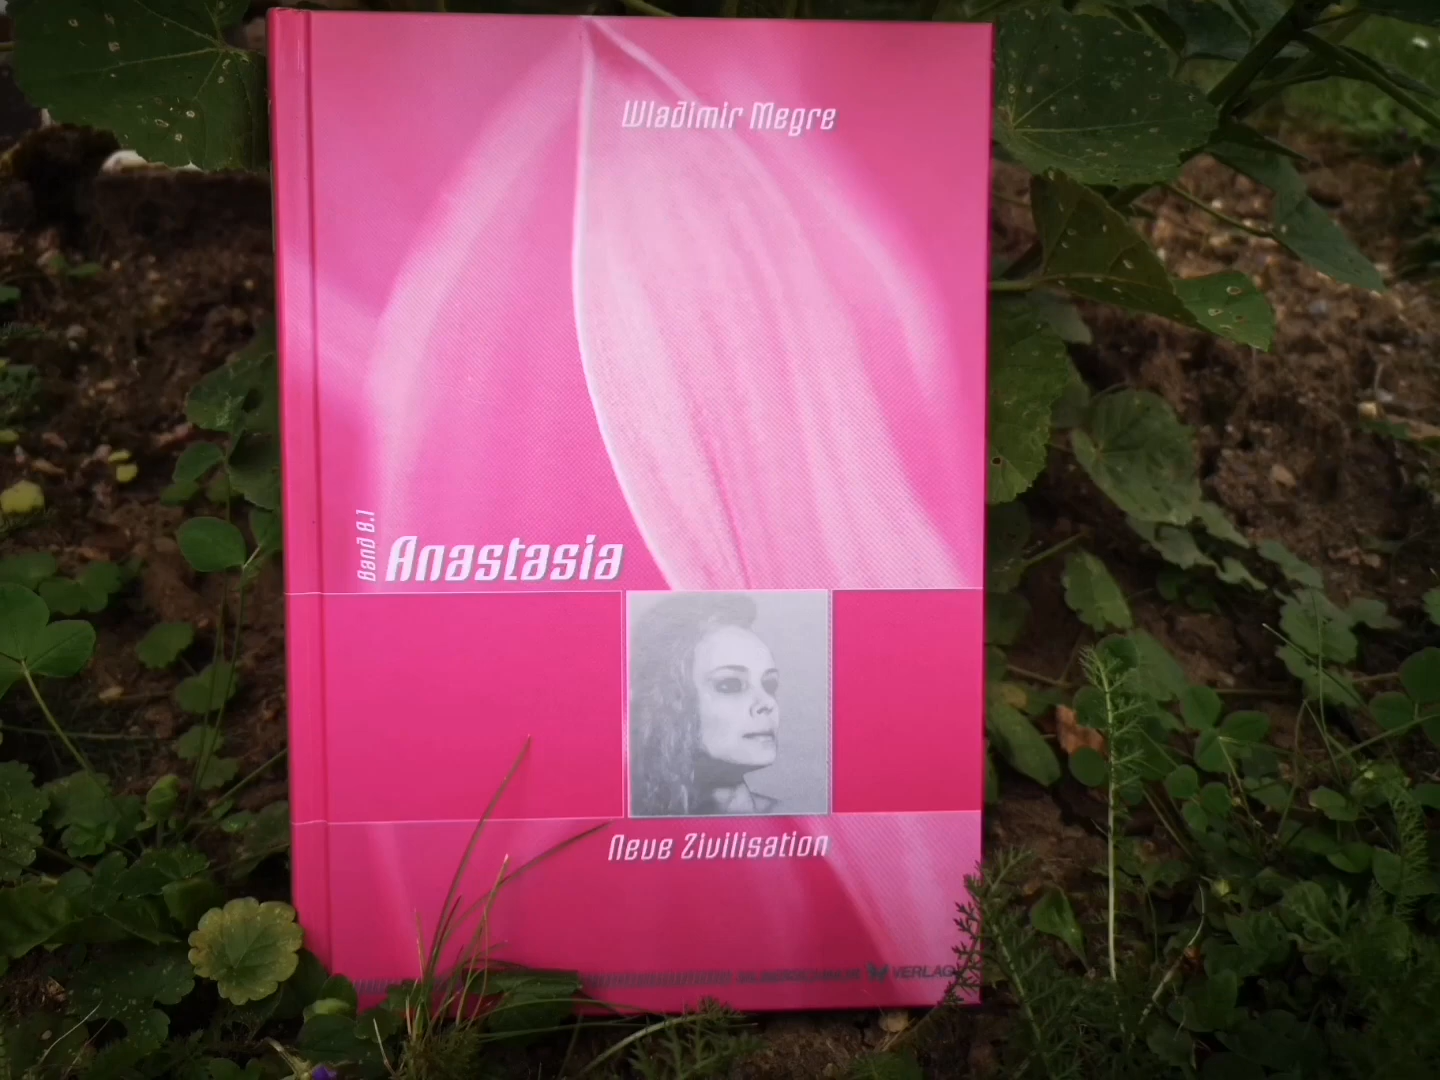 Wladimir Megre
Band 8.1
Anastasia
Neue Zivilisation
VERLAG